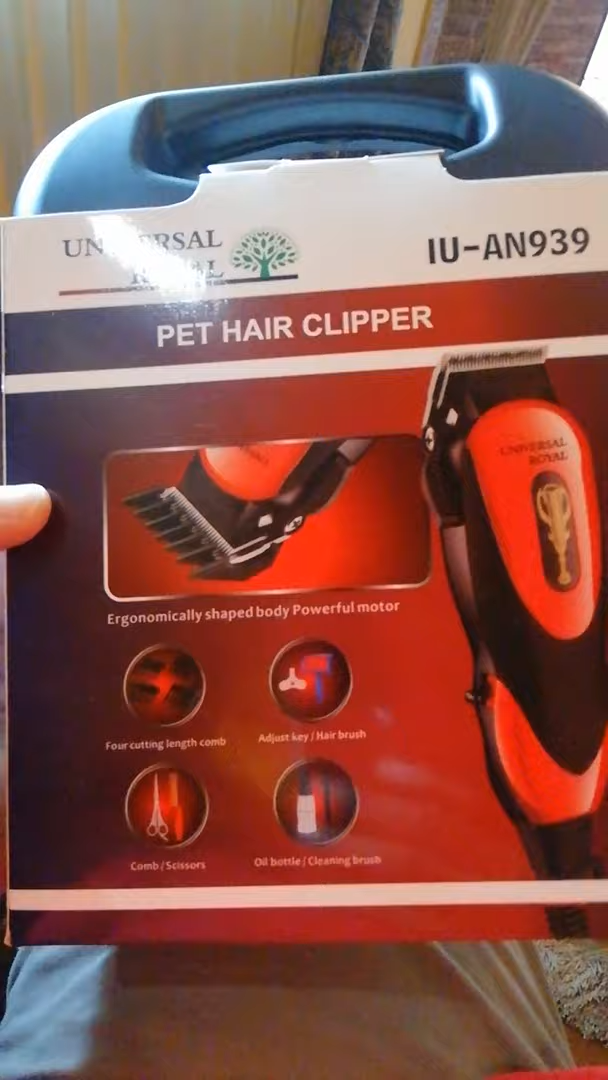 UNIVERSAL
ROYAL
IU-AN939
PET HAIR CLIPPER
UNIVERSAL
ROYAL
Ergonomically shaped body Powerful motor
Four cutting length comb
Adjust key / Hair brush
Comb / Scissors
Oil bottle / Cleaning brush